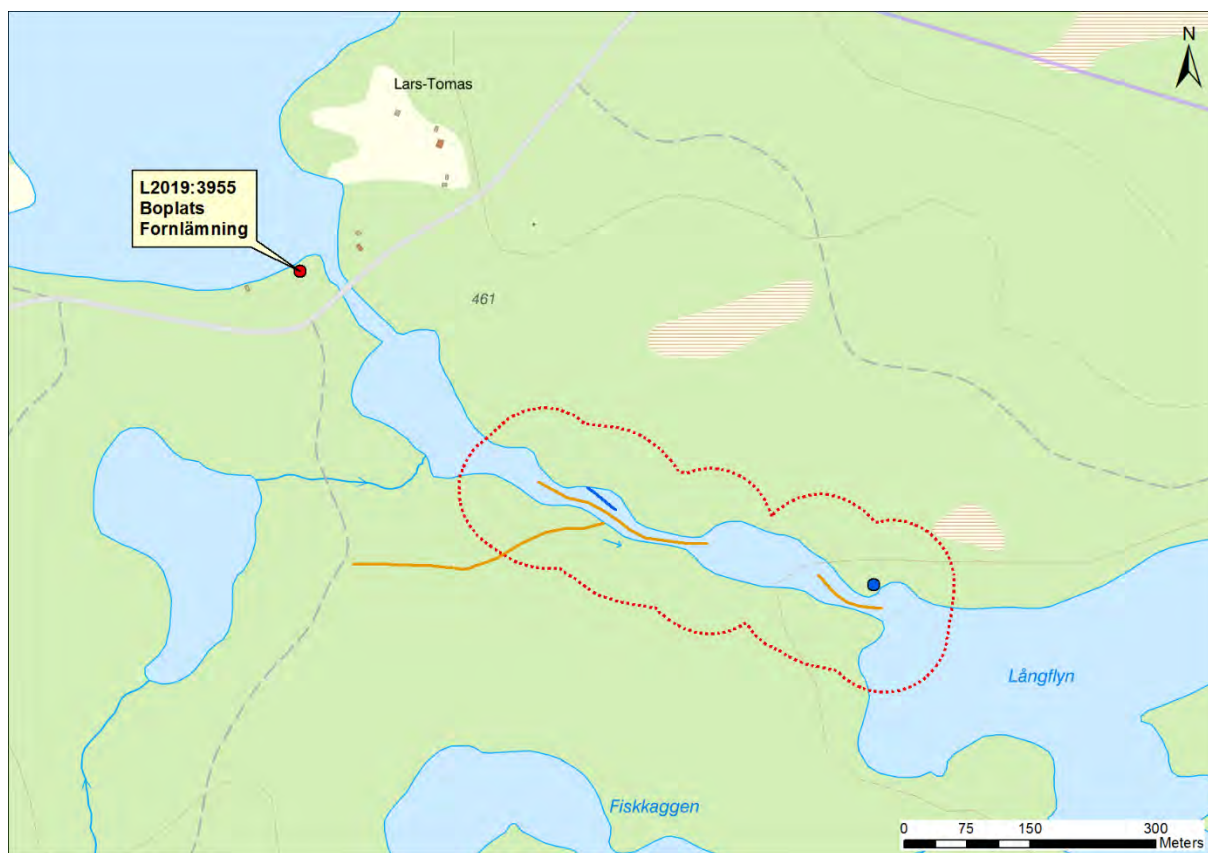 N
Lars-Tomas
L2019:3955
Boplats
Fornlämning
461
Långflyn
Fiskkaggen
0 75 150 300
Meters